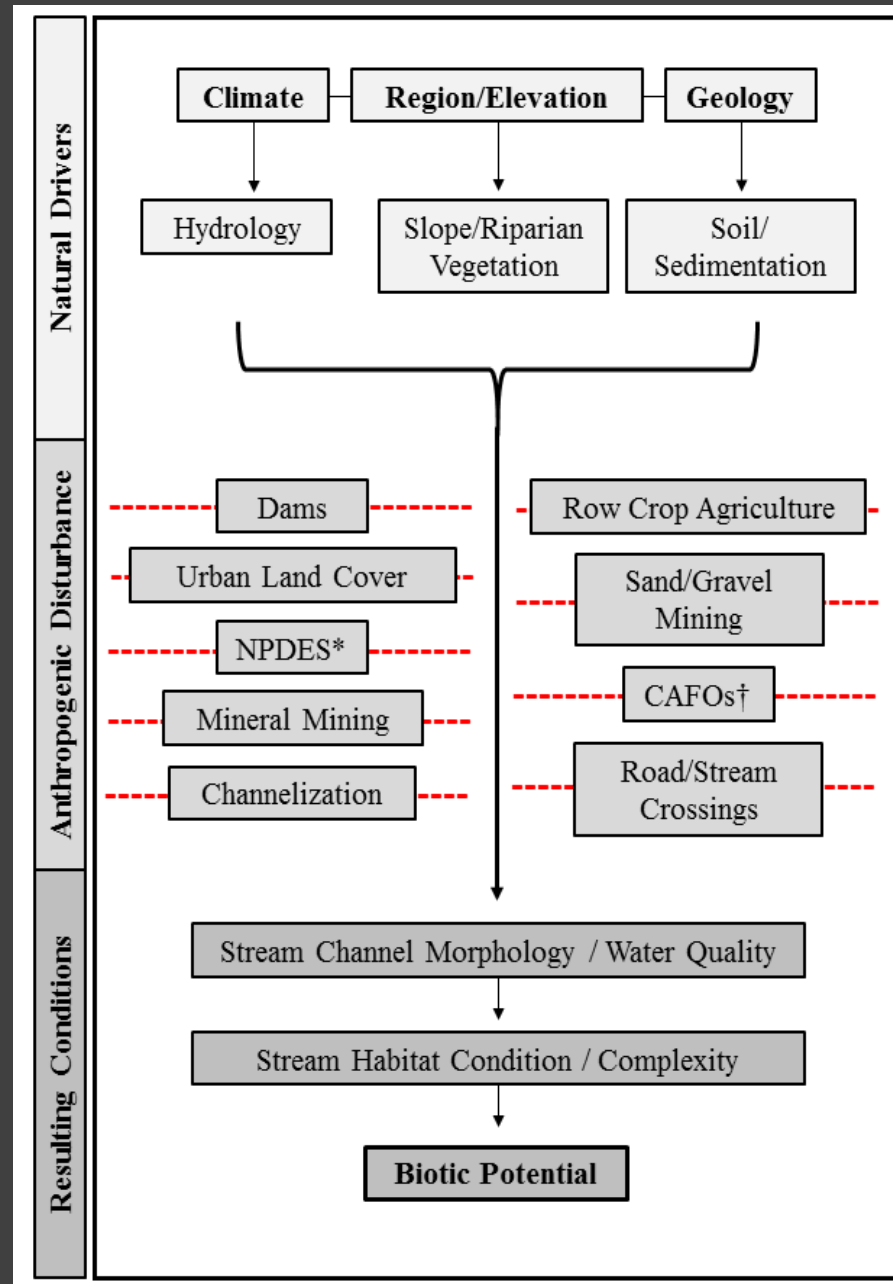 Natural Drivers
Climate
Region/Elevation
Geology
Hydrology
Slope/Riparian
Vegetation
Soil/
Sedimentation
Anthropogenic Disturbance
Dams
Urban Land Cover
NPDES*
Mineral Mining
Channelization
Row Crop Agriculture
Sand/Gravel
Mining
CAFOs†
Road/Stream
Crossings
Resulting Conditions
Stream Channel Morphology / Water Quality
Stream Habitat Condition / Complexity
Biotic Potential